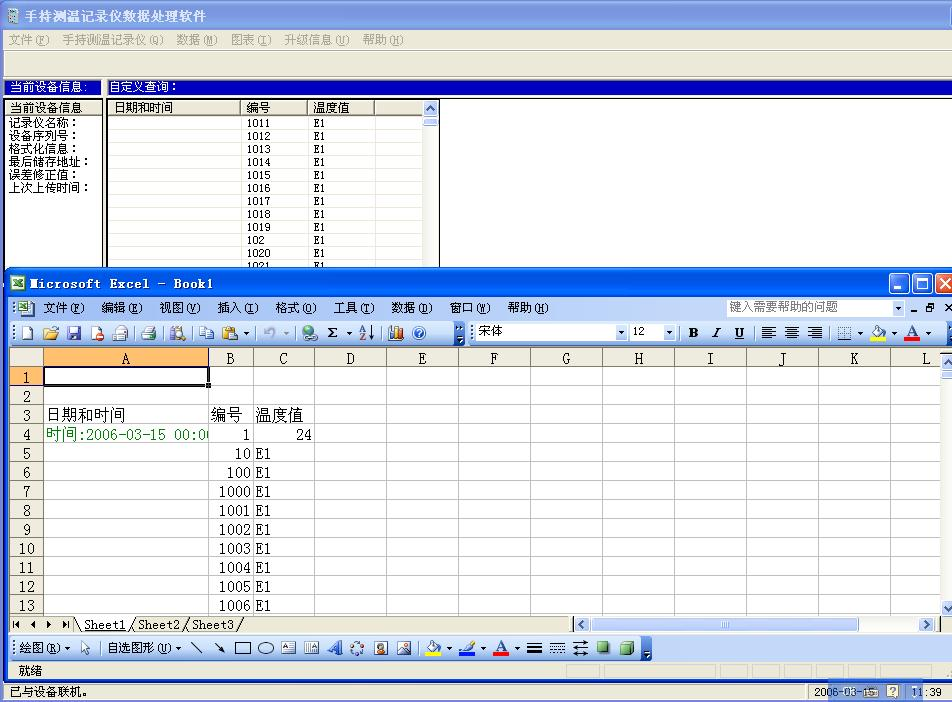 手持测温记录仪数据处理软件
文件(F) 手持测温记录仪(Q) 数据(M) 图表(I) 升级信息(U) 帮助(H)
当前设备信息: 自定义查询:
当前设备信息 日期和时间 编号 温度值
记录仪名称: 1011 E1
设备序列号: 1012 E1
格式化信息: 1013 E1
最后储存地址: 1014 E1
误差修正值: 1015 E1
上次上传时间: 1016 E1
1017 E1
1018 E1
1019 E1
102 E1
1020 E1
1021 E1
Microsoft Excel - Book1
文件(F) 编辑(E) 视图(V) 插入(I) 格式(O) 工具(T) 数据(D) 窗口(W) 帮助(H) 键入需要帮助的问题
宋体 12 B I U A
A B C D E F G H I J K L
1
2
3 日期和时间 编号 温度值
4 时间:2006-03-15 00:00 1 24
5 10 E1
6 100 E1
7 1000 E1
8 1001 E1
9 1002 E1
10 1003 E1
11 1004 E1
12 1005 E1
13 1006 E1
Sheet1 Sheet2 Sheet3
绘图(R) 自选图形(U) A
就绪
已与设备联机。 2006-03-15 11:39